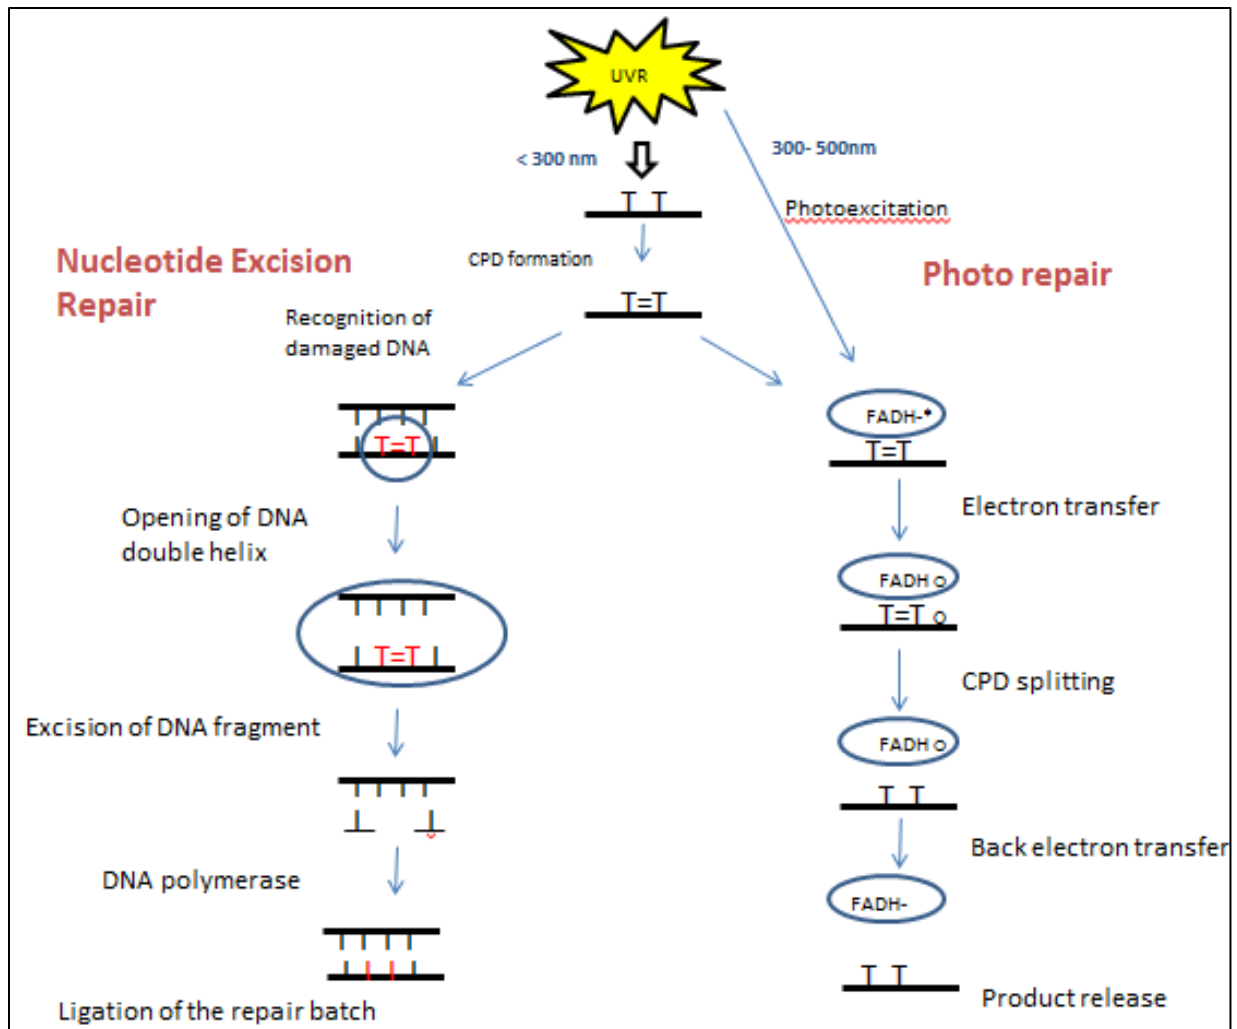 UVR
< 300 nm
300- 500nm
T T
Photoexcitation
CPD formation
Nucleotide Excision
Repair
Photo repair
T=T
Recognition of
damaged DNA
T=T
FADH-*
T=T
Opening of DNA
double helix
Electron transfer
FADH o
T=T o
T=T
CPD splitting
Excision of DNA fragment
FADH o
T T
Back electron transfer
DNA polymerase
FADH-
T T
Product release
Ligation of the repair batch